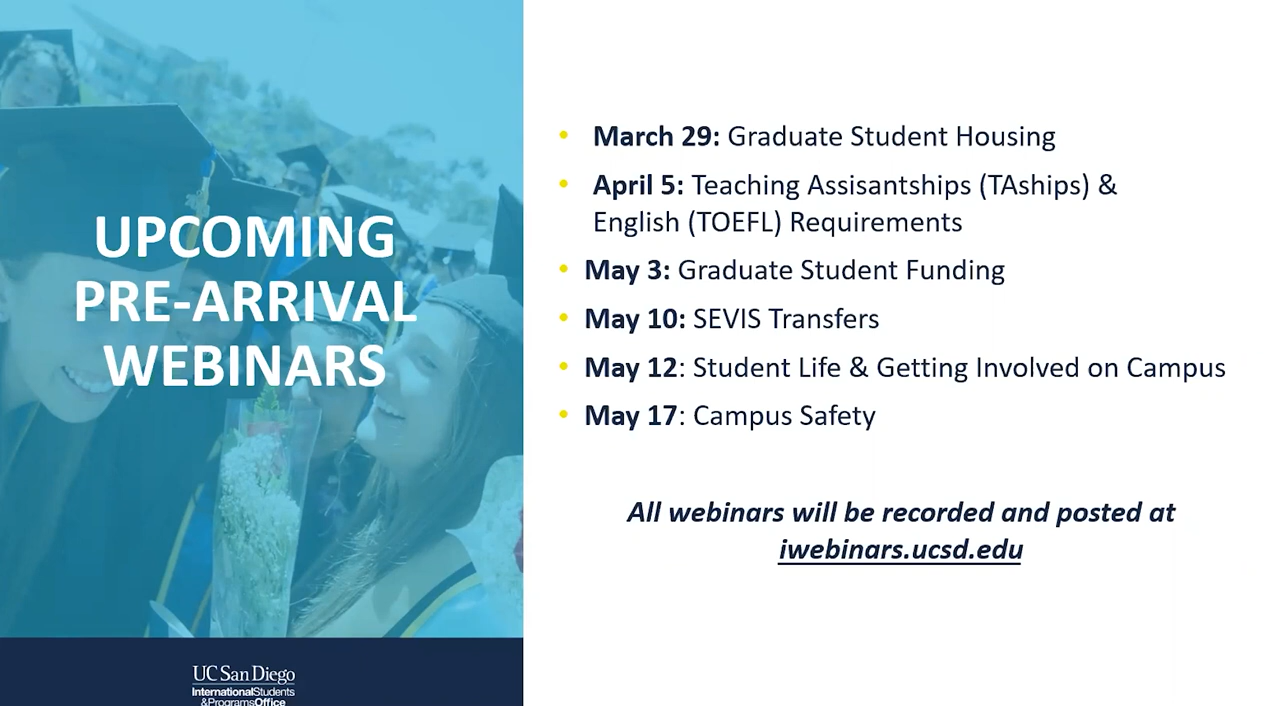 UPCOMING
PRE-ARRIVAL
WEBINARS
UC San Diego
InternationalStudents
&ProgramsOffice
• March 29: Graduate Student Housing
• April 5: Teaching Assisantships (TAships) &
English (TOEFL) Requirements
• May 3: Graduate Student Funding
• May 10: SEVIS Transfers
• May 12: Student Life & Getting Involved on Campus
• May 17: Campus Safety
All webinars will be recorded and posted at
iwebinars.ucsd.edu